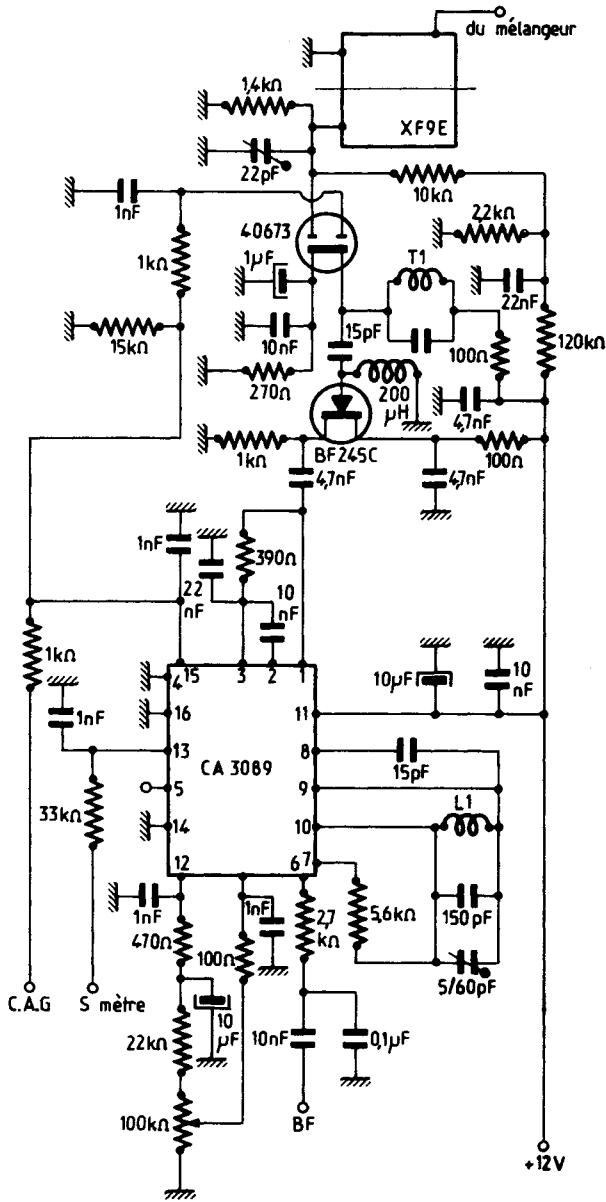 du mélangeur
1,4kΩ
XF9E
22pF
10kΩ
1nF
2,2kΩ
40673
1kΩ
1µF
T1
22nF
15kΩ
10nF
15pF
100Ω
120kΩ
270Ω
200
µH
4,7nF
1kΩ
BF245C
100Ω
4,7nF
4,7nF
1nF
390Ω
22
nF
10
nF
1kΩ
15
3
2
1
4
10µF
10
nF
1nF
16
11
13
8
CA 3089
15pF
5
9
33kΩ
14
10
L1
12
6
7
1nF
1nF
2,7
kΩ
5,6kΩ
150pF
470Ω
100Ω
5/60pF
C.A.G
S mètre
10
µF
22kΩ
10nF
0,1µF
100kΩ
BF
+12V